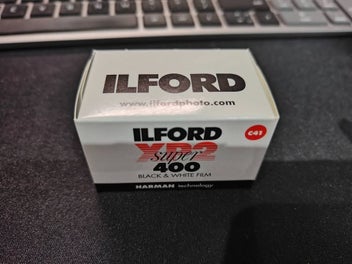 ILFORD
www.ilfordphoto.com
ILFORD
XP2
super
400
C41
BLACK & WHITE FILM
HARMAN technology